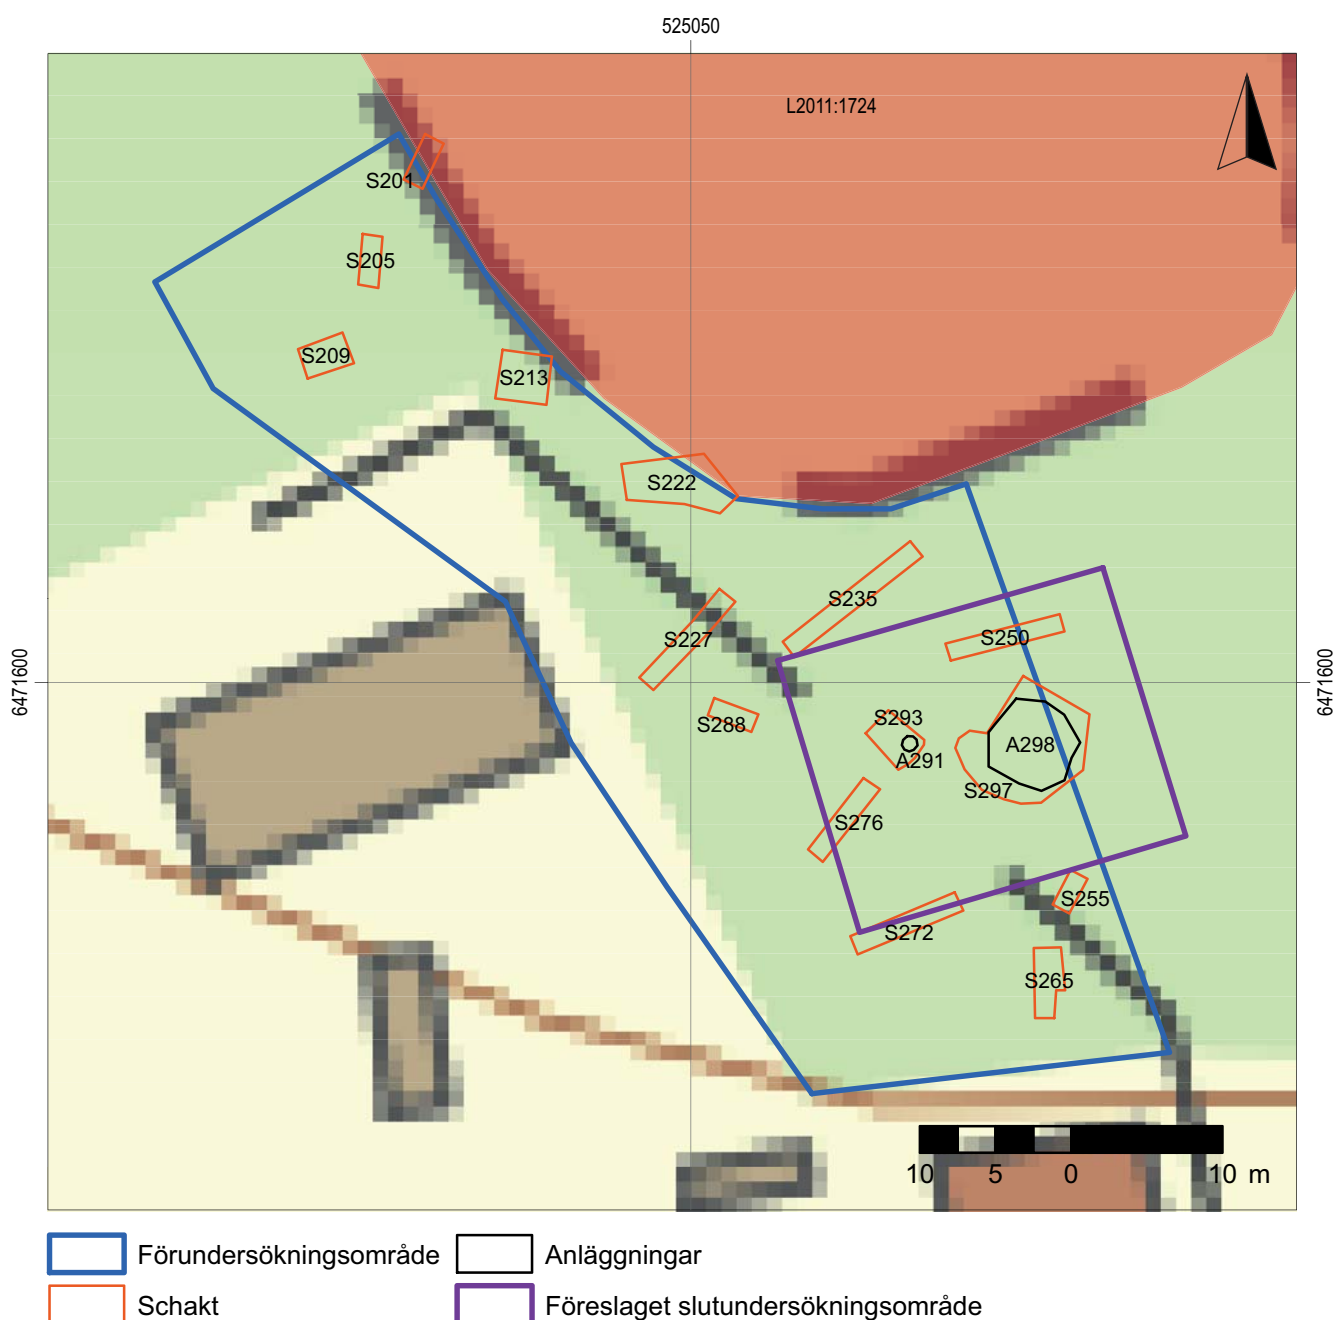 525050
L2011:1724
S201
S205
S209
S213
S222
S235
S227
S250
6471600
6471600
S288
S293
A291
A298
S297
S276
S255
S272
S265
10 5 0 10 m
Förundersökningsområde
Anläggningar
Schakt
Föreslaget slutundersökningsområde